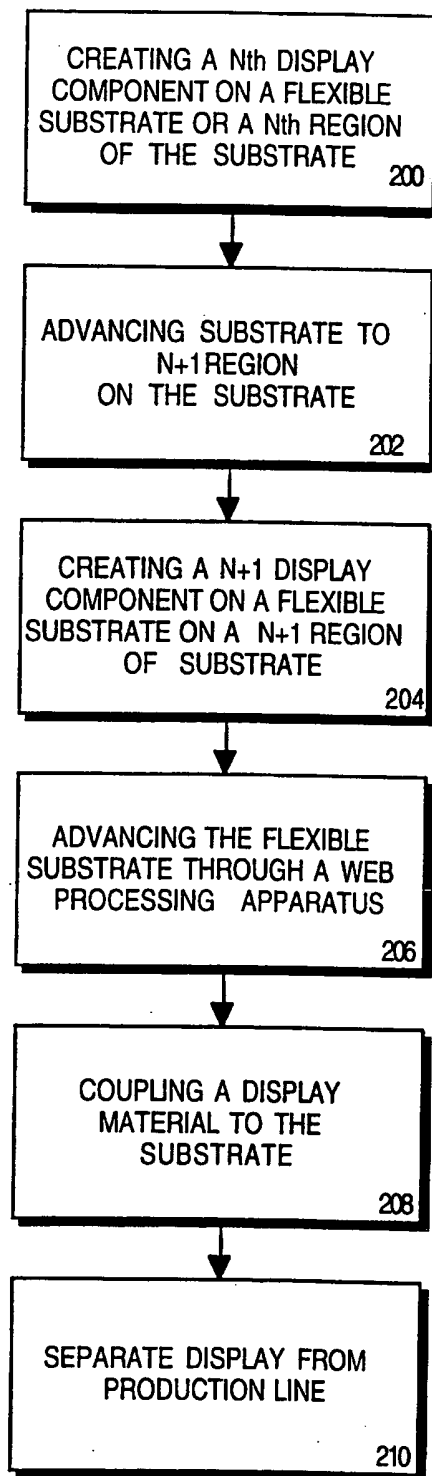 CREATING A Nth DISPLAY
COMPONENT ON A FLEXIBLE
SUBSTRATE OR A Nth REGION
OF THE SUBSTRATE
200
ADVANCING SUBSTRATE TO
N+1 REGION
ON THE SUBSTRATE
202
CREATING A N+1 DISPLAY
COMPONENT ON A FLEXIBLE
SUBSTRATE ON A N+1 REGION
OF SUBSTRATE
204
ADVANCING THE FLEXIBLE
SUBSTRATE THROUGH A WEB
PROCESSING APPARATUS
206
COUPLING A DISPLAY
MATERIAL TO THE
SUBSTRATE
208
SEPARATE DISPLAY FROM
PRODUCTION LINE
210